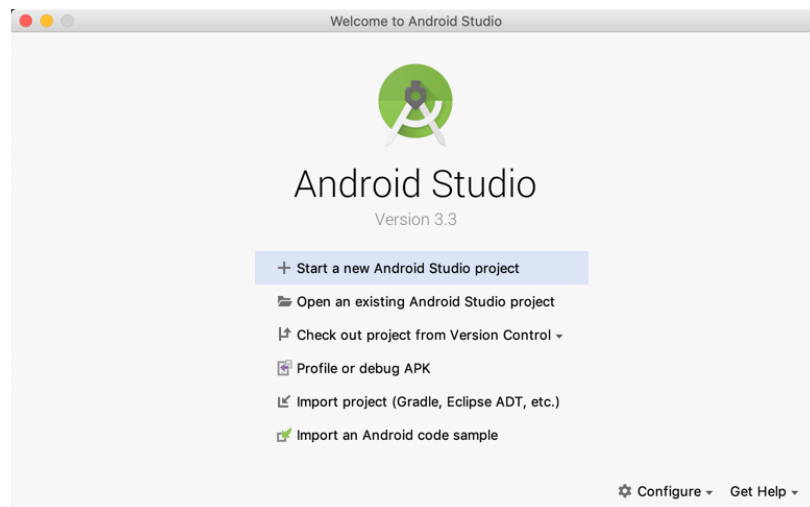 Welcome to Android Studio
Android Studio
Version 3.3
Start a new Android Studio project
Open an existing Android Studio project
Check out project from Version Control
Profile or debug APK
Import project (Gradle, Eclipse ADT, etc.)
Import an Android code sample
Configure Get Help